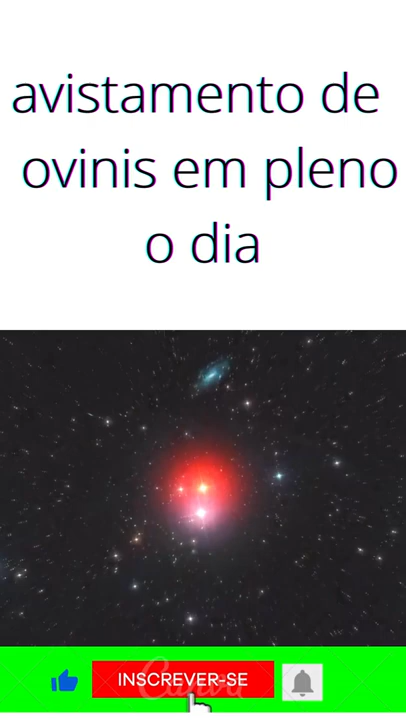 avistamento de
ovinis em pleno
o dia
INSCREVER-SE
Canva